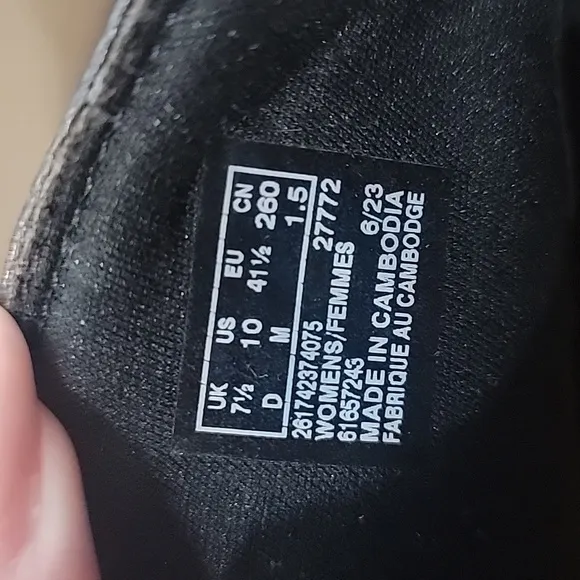 UK US EU CN
7½ 10 41½ 260
D M 1.5
261742374075
WOMENS/FEMMES 27772
61657243
MADE IN CAMBODIA 6/23
FABRIQUE AU CAMBODGE